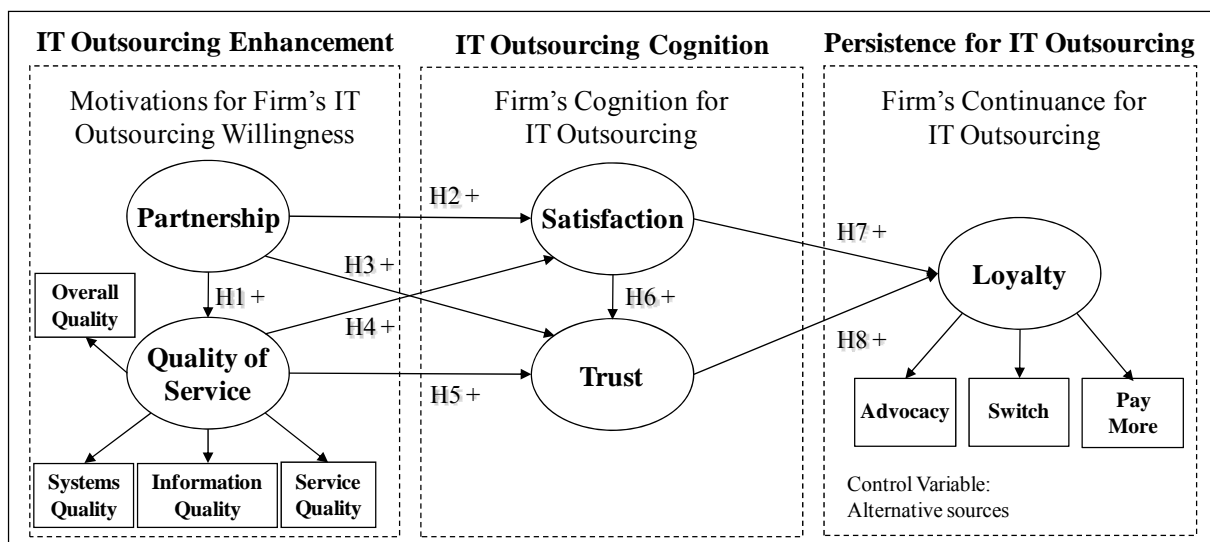 IT Outsourcing Enhancement
Motivations for Firm's IT
Outsourcing Willingness
Partnership
H1 +
Overall
Quality
Quality of
Service
Systems
Quality
Information
Quality
Service
Quality
H2 +
H3 +
H4 +
H5 +
IT Outsourcing Cognition
Firm's Cognition for
IT Outsourcing
Satisfaction
H6 +
Trust
H7 +
H8 +
Persistence for IT Outsourcing
Firm's Continuance for
IT Outsourcing
Loyalty
Advocacy
Switch
Pay
More
Control Variable:
Alternative sources